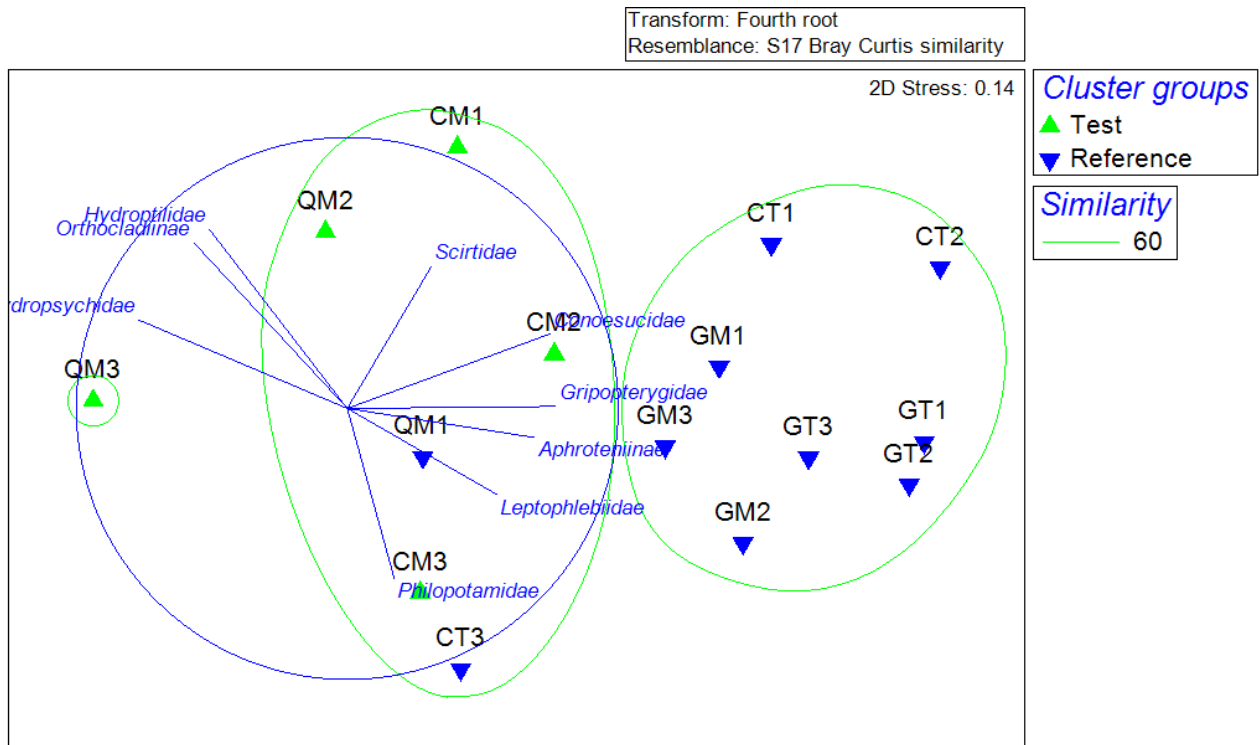 Transform: Fourth root
Resemblance: S17 Bray Curtis similarity
2D Stress: 0.14
Cluster groups
Test
Reference
Similarity
60
CM1
QM2
Hydroptilidae
Orthocladiinae
Scirtidae
CT1
CT2
dropsychidae
CM2
Conoesucidae
GM1
QM3
Gripopterygidae
GM3
QM1
Aphroteniinae
GT3
GT1
GT2
Leptophlebiidae
GM2
CM3
Philopotamidae
CT3